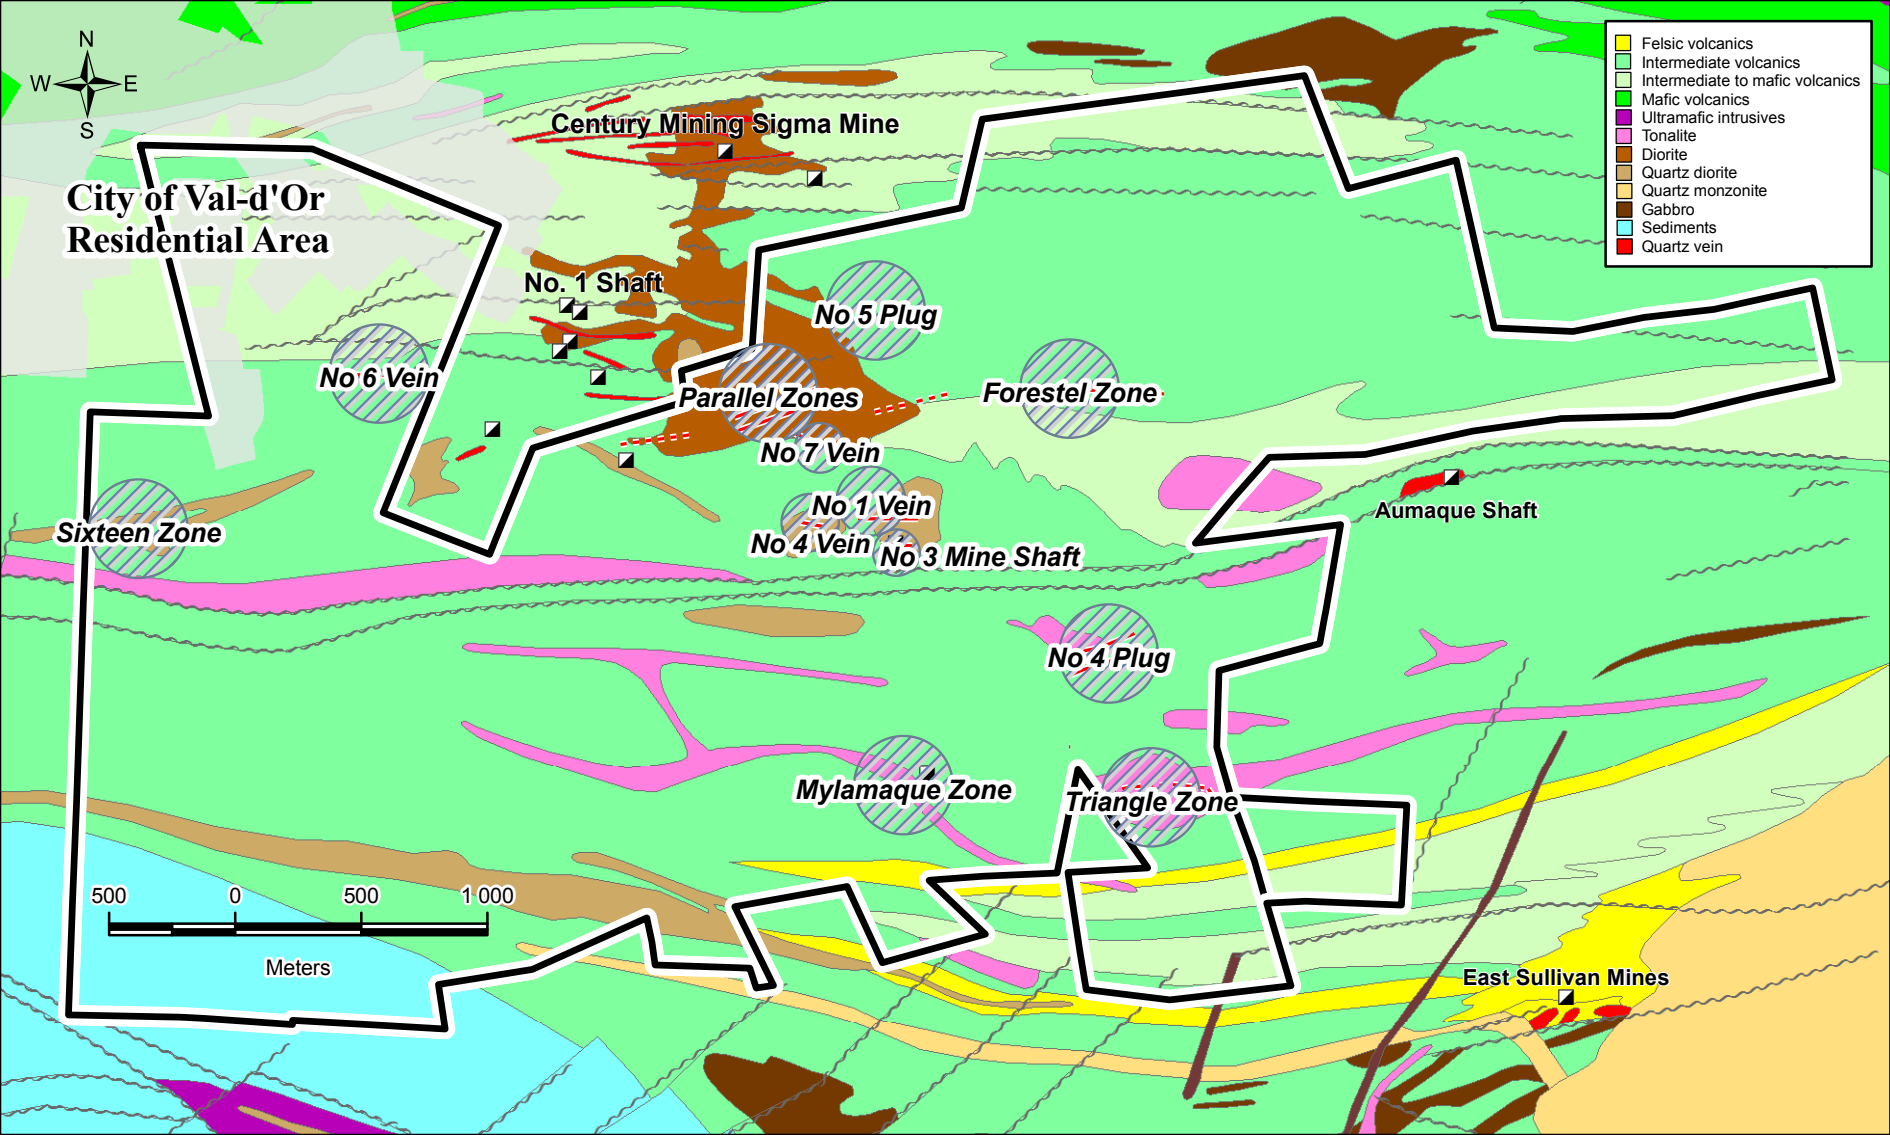 N
W E
S
Felsic volcanics
Intermediate volcanics
Intermediate to mafic volcanics
Mafic volcanics
Ultramafic intrusives
Tonalite
Diorite
Quartz diorite
Quartz monzonite
Gabbro
Sediments
Quartz vein
Century Mining Sigma Mine
City of Val-d'Or
Residential Area
No. 1 Shaft
No 5 Plug
No 6 Vein
Parallel Zones
Forestel Zone
No 7 Vein
No 1 Vein
Aumaque Shaft
Sixteen Zone
No 4 Vein
No 3 Mine Shaft
No 4 Plug
Mylamaque Zone
Triangle Zone
500 0 500 1 000
Meters
East Sullivan Mines